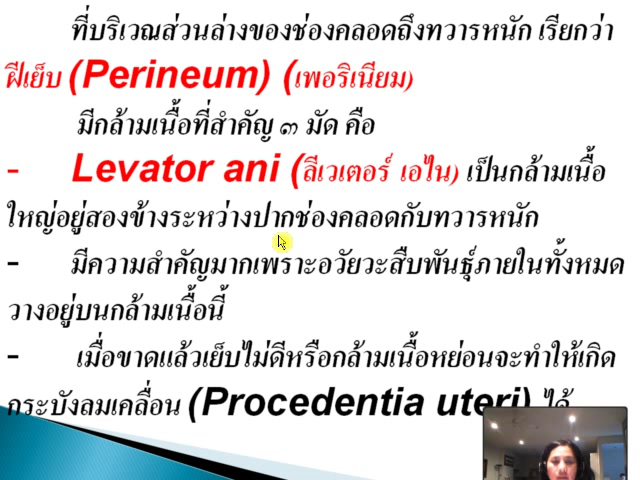 ที่บริเวณส่วนล่างของช่องคลอดถึงทวารหนัก เรียกว่า
ฝีเย็บ (Perineum) (เพอริเนียม)
มีกล้ามเนื้อที่สำคัญ ๓ มัด คือ
- Levator ani (ลีเวเตอร์ เอไน) เป็นกล้ามเนื้อ
ใหญ่อยู่สองข้างระหว่างปากช่องคลอดกับทวารหนัก
- มีความสำคัญมากเพราะอวัยวะสืบพันธุ์ภายในทั้งหมด
วางอยู่บนกล้ามเนื้อนี้
- เมื่อขาดแล้วเย็บไม่ดีหรือกล้ามเนื้อหย่อนจะทำให้เกิด
กระบังลมเคลื่อน (Procedentia uteri) ได้